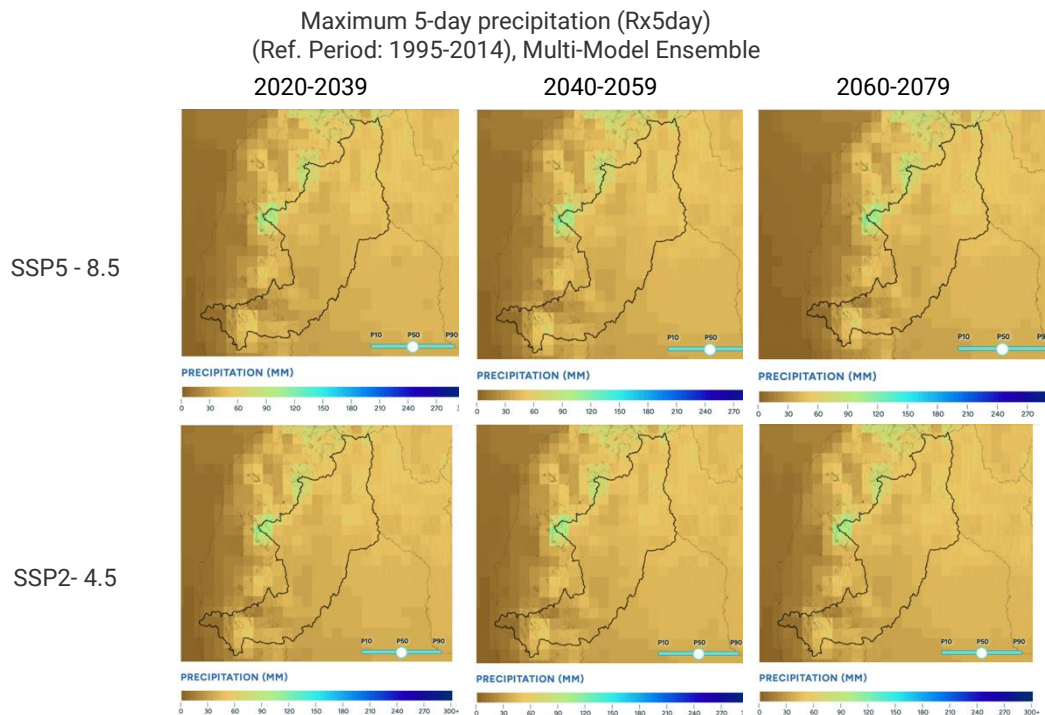 Maximum 5-day precipitation (Rx5day)
(Ref. Period: 1995-2014), Multi-Model Ensemble
2020-2039 2040-2059 2060-2079
SSP5 - 8.5
P10 P50 P90 P10 P50 P10 P50 P9
PRECIPITATION (MM) PRECIPITATION (MM) PRECIPITATION (MM)
0 30 60 90 120 150 180 210 240 270 0 30 60 90 120 150 180 210 240 270 0 30 60 90 120 150 180 210 240 270
SSP2- 4.5
P10 P50 P90 P10 P50 P90 P10 P50 P90
PRECIPITATION (MM) PRECIPITATION (MM) PRECIPITATION (MM)
0 30 60 90 120 150 180 210 240 270 300+ 0 30 60 90 120 150 180 210 240 270 0 30 60 90 120 150 180 210 240 270 300+